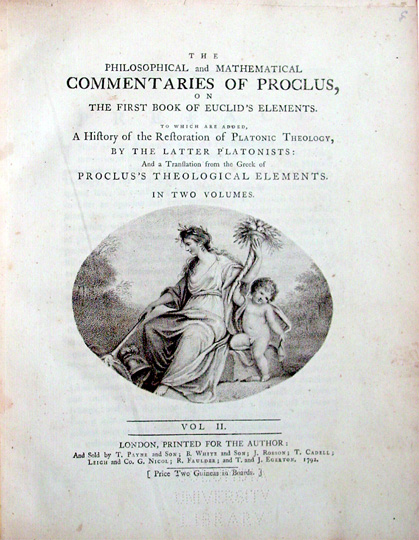 THE
PHILOSOPHICAL and MATHEMATICAL
COMMENTARIES OF PROCLUS,
ON
THE FIRST BOOK OF EUCLID'S ELEMENTS.
TO WHICH ARE ADDED,
A Hiſtory of the Reſtoration of PLATONIC THEOLOGY,
BY THE LATTER PLATONISTS:
And a Tranſlation from the Greek of
PROCLUS'S THEOLOGICAL ELEMENTS.
IN TWO VOLUMES.
VOL II.
LONDON, PRINTED FOR THE AUTHOR:
And Sold by T. PAYNE and SON; B. WHITE and SON; J. ROBSON; T. CADELL;
LEIGH and Co. G. NICOL; R. FAULDER; and T. and J. EGERTON, 1792.
[ Price Two Guineas in Boards. ]
UNIVERSITY